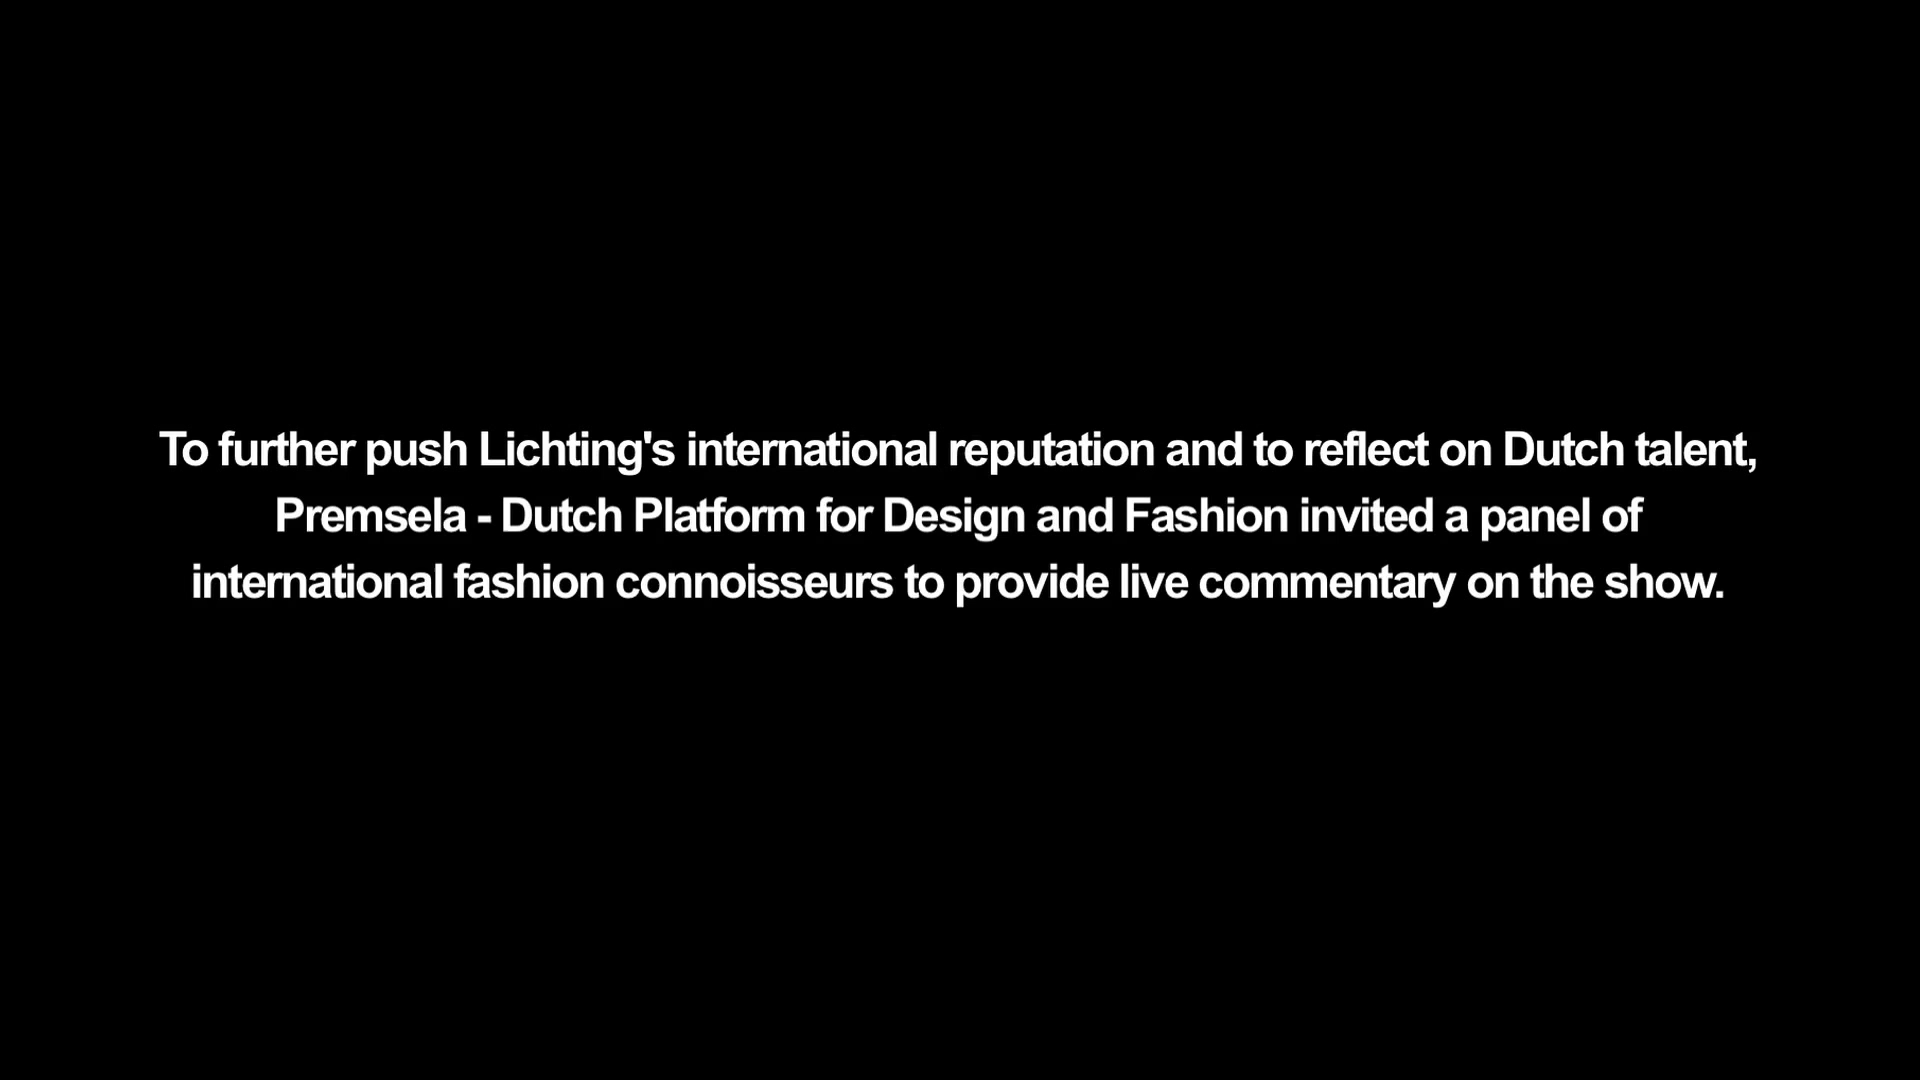 To further push Lichting's international reputation and to reflect on Dutch talent,
Premsela - Dutch Platform for Design and Fashion invited a panel of
international fashion connoisseurs to provide live commentary on the show.